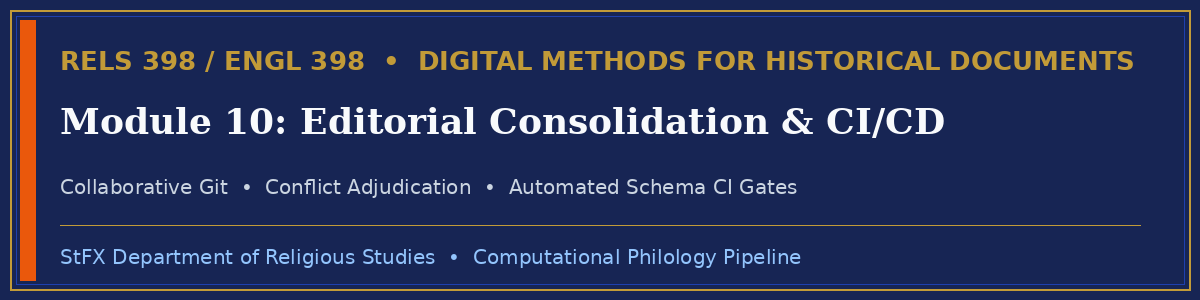 RELS 398 / ENGL 398 • DIGITAL METHODS FOR HISTORICAL DOCUMENTS
Module 10: Editorial Consolidation & CI/CD
Collaborative Git • Conflict Adjudication • Automated Schema CI Gates
StFX Department of Religious Studies • Computational Philology Pipeline